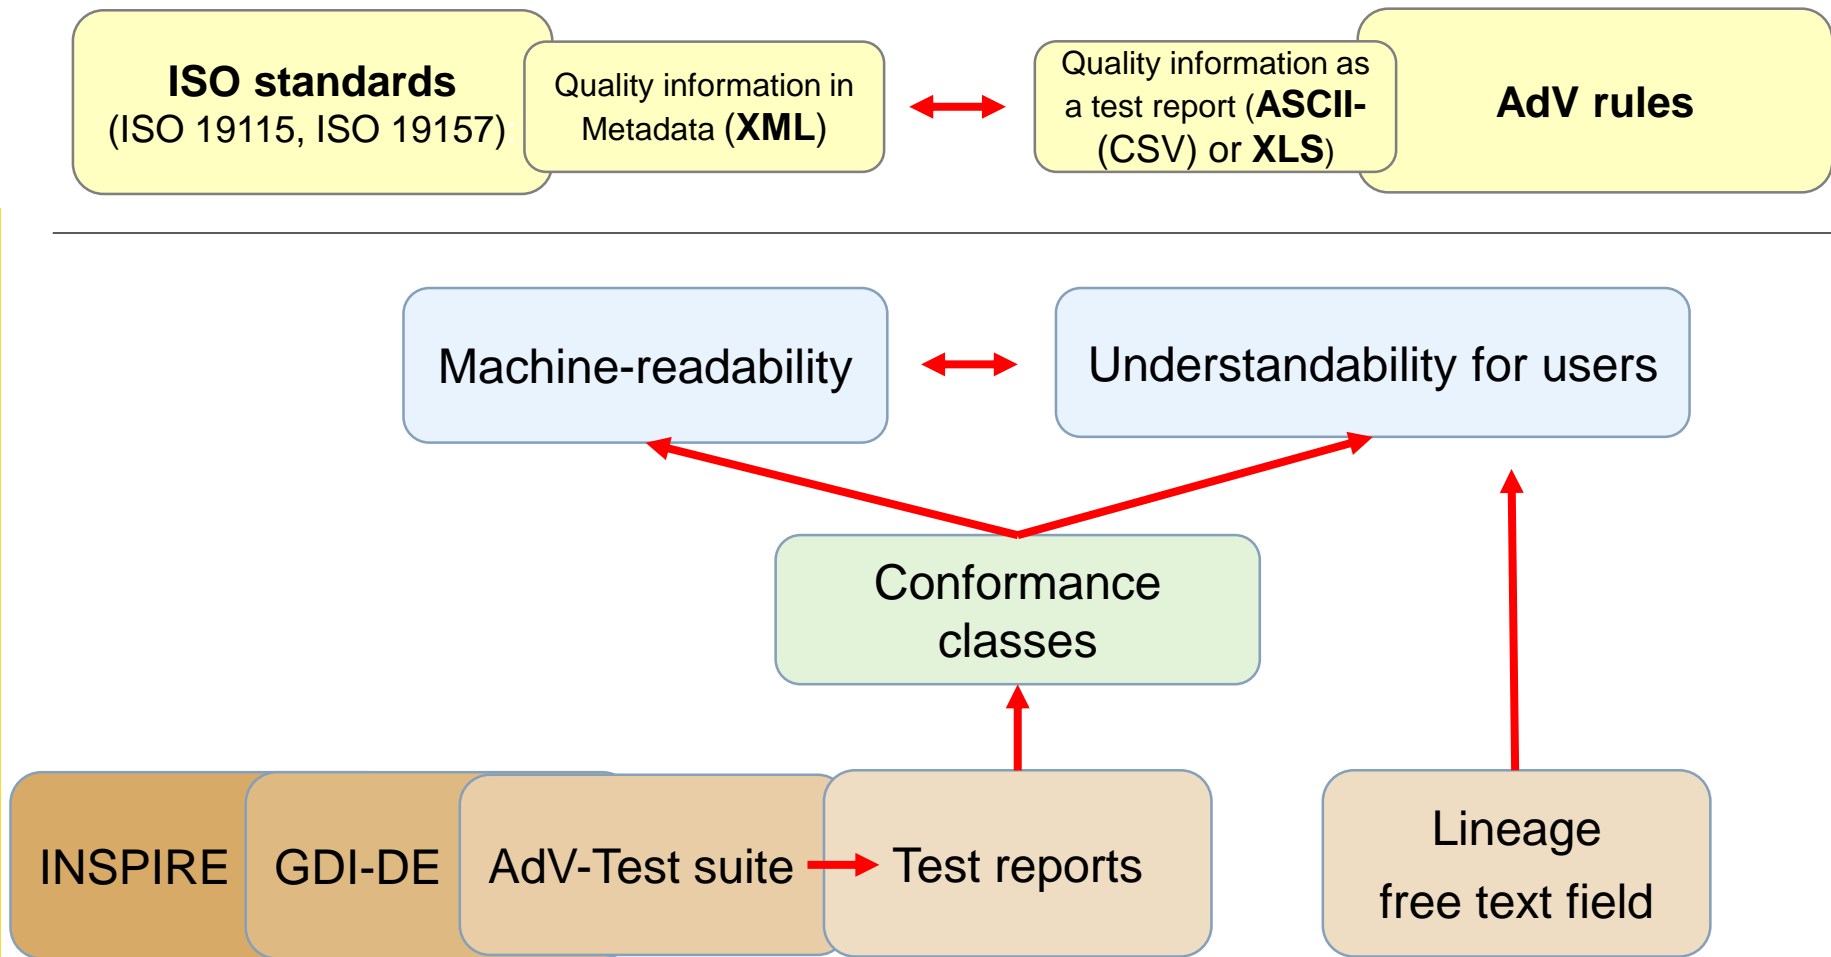 ISO standards
(ISO 19115, ISO 19157)
Quality information in
Metadata (XML)
Quality information as
a test report (ASCII-
(CSV) or XLS)
AdV rules
Machine-readability
Understandability for users
Conformance
classes
INSPIRE
GDI-DE
AdV-Test suite
Test reports
Lineage
free text field